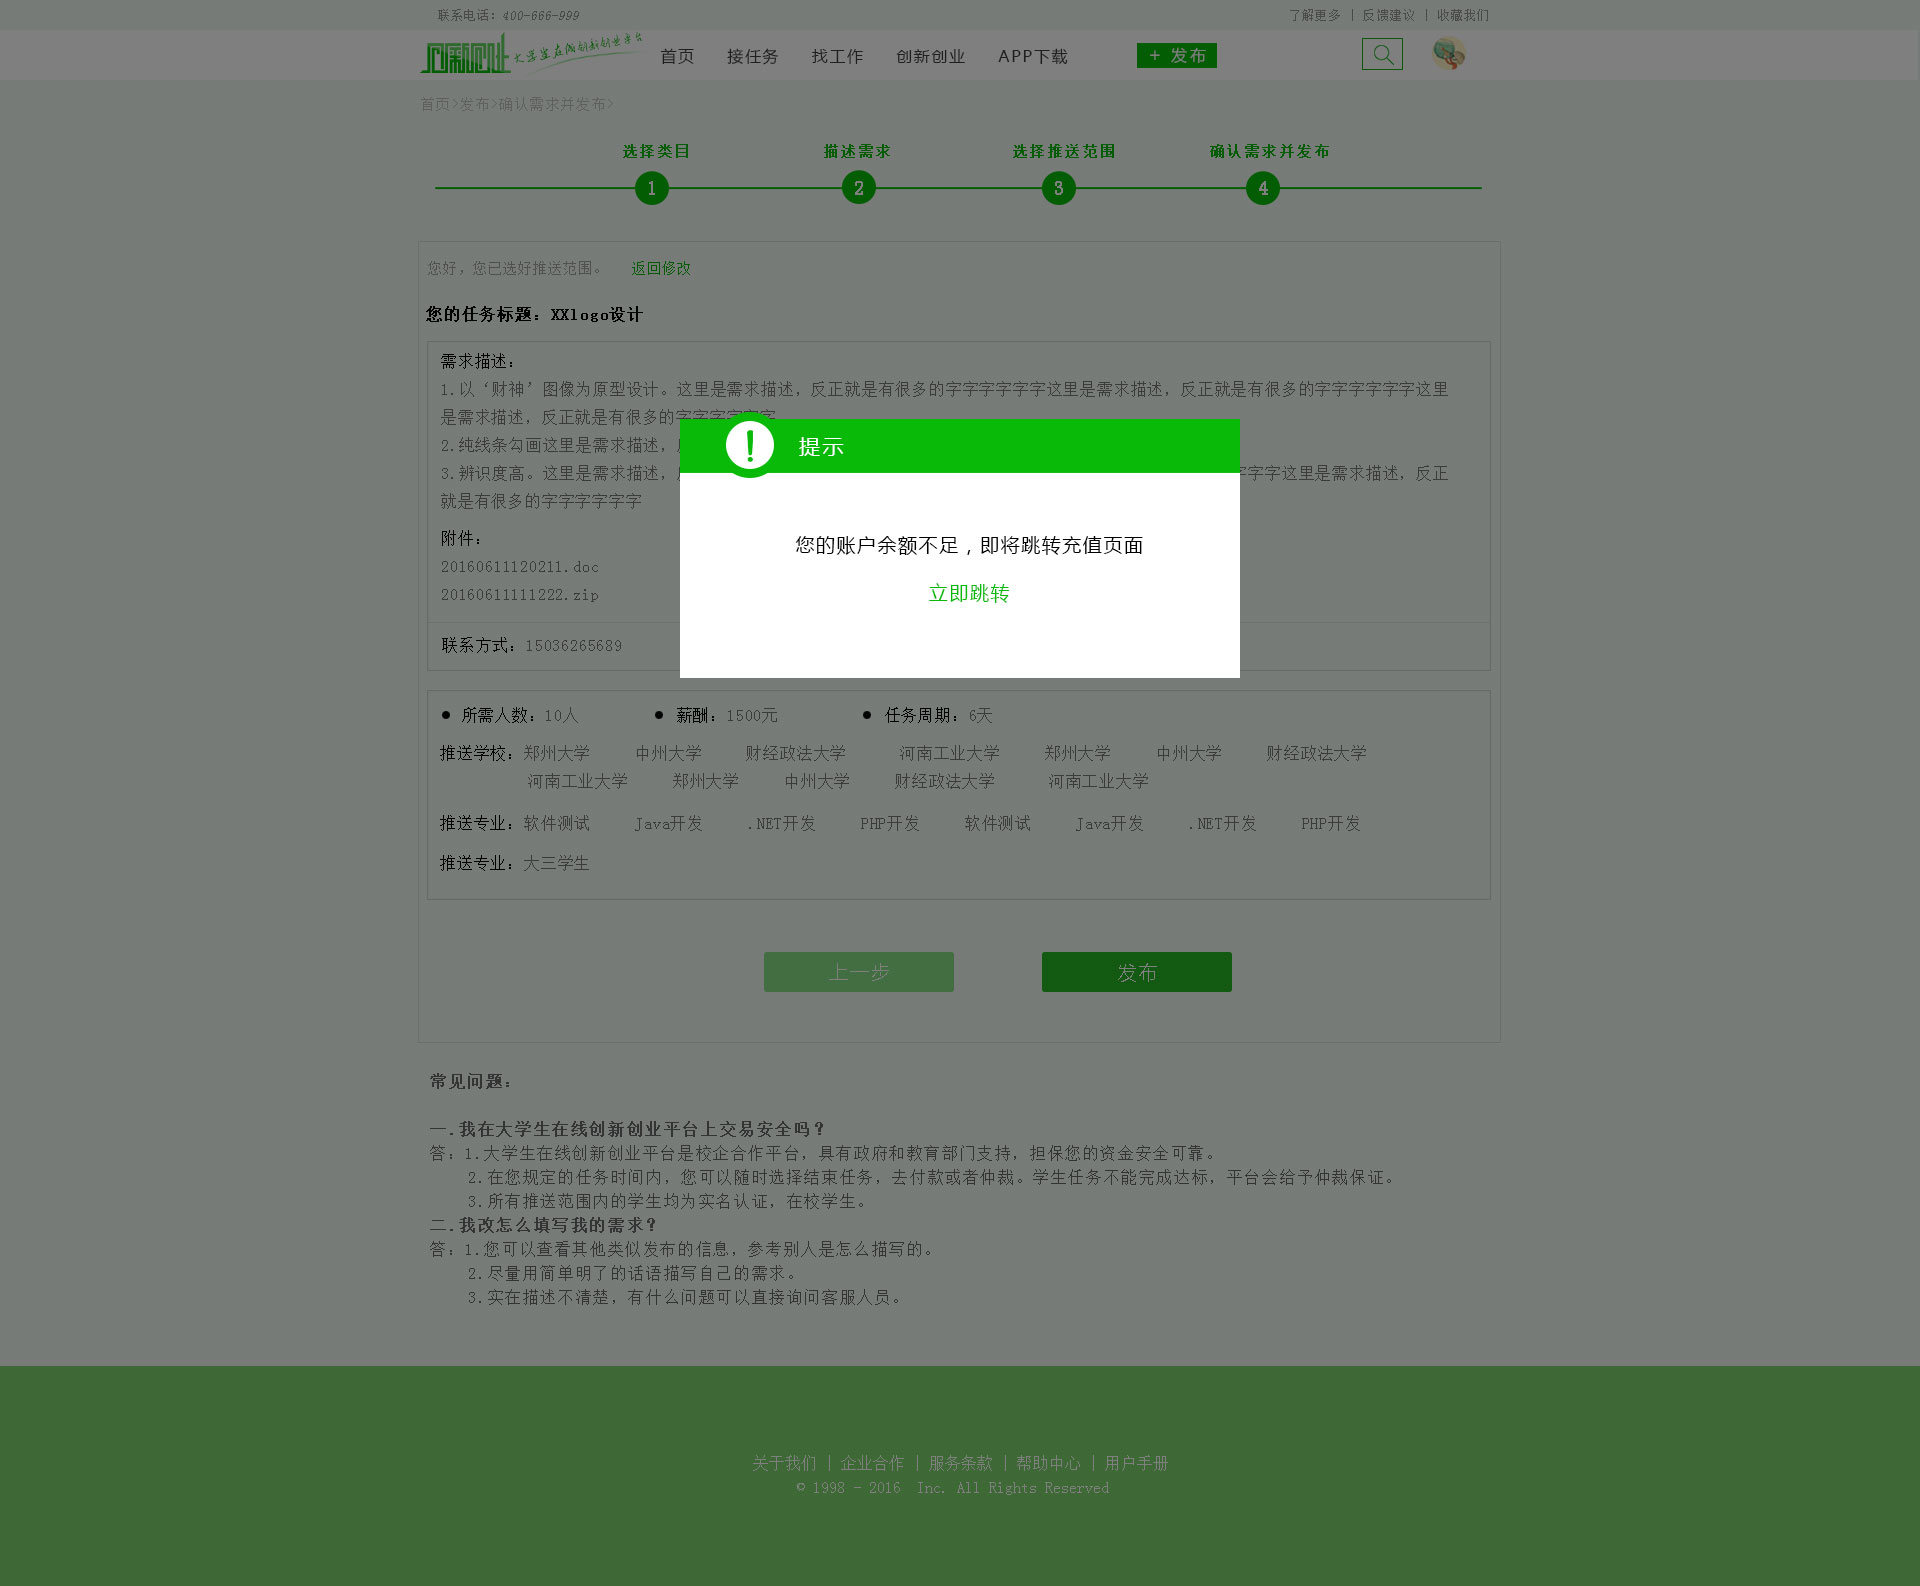 联系电话：400-666-999
了解更多 | 反馈建议 | 收藏我们
大学生在线创新创业平台
首页 接任务 找工作 创新创业 APP下载 + 发布
首页>发布>确认需求并发布>
选择类目 描述需求 选择推送范围 确认需求并发布
1 2 3 4
您好，您已选好推送范围。 返回修改
您的任务标题：XXlogo设计
需求描述：
1.以‘财神’图像为原型设计。这里是需求描述，反正就是有很多的字字字字字字这里是需求描述，反正就是有很多的字字字字字字这里
是需求描述，反正就是有很多的字字字字字字
2.纯线条勾画这里是需求描述，
3.辨识度高。这里是需求描述， 字字字这里是需求描述，反正
就是有很多的字字字字字字
提示
您的账户余额不足，即将跳转充值页面
立即跳转
附件：
20160611120211.doc
20160611111222.zip
联系方式：15036265689
● 所需人数：10人 ● 薪酬：1500元 ● 任务周期：6天
推送学校：郑州大学 中州大学 财经政法大学 河南工业大学 郑州大学 中州大学 财经政法大学
河南工业大学 郑州大学 中州大学 财经政法大学 河南工业大学
推送专业：软件测试 Java开发 .NET开发 PHP开发 软件测试 Java开发 .NET开发 PHP开发
推送专业：大三学生
上一步 发布
常见问题：
一.我在大学生在线创新创业平台上交易安全吗？
答：1.大学生在线创新创业平台是校企合作平台，具有政府和教育部门支持，担保您的资金安全可靠。
2.在您规定的任务时间内，您可以随时选择结束任务，去付款或者仲裁。学生任务不能完成达标，平台会给予仲裁保证。
3.所有推送范围内的学生均为实名认证，在校学生。
二.我改怎么填写我的需求？
答：1.您可以查看其他类似发布的信息，参考别人是怎么描写的。
2.尽量用简单明了的话语描写自己的需求。
3.实在描述不清楚，有什么问题可以直接询问客服人员。
关于我们 | 企业合作 | 服务条款 | 帮助中心 | 用户手册
© 1998 - 2016 Inc. All Rights Reserved